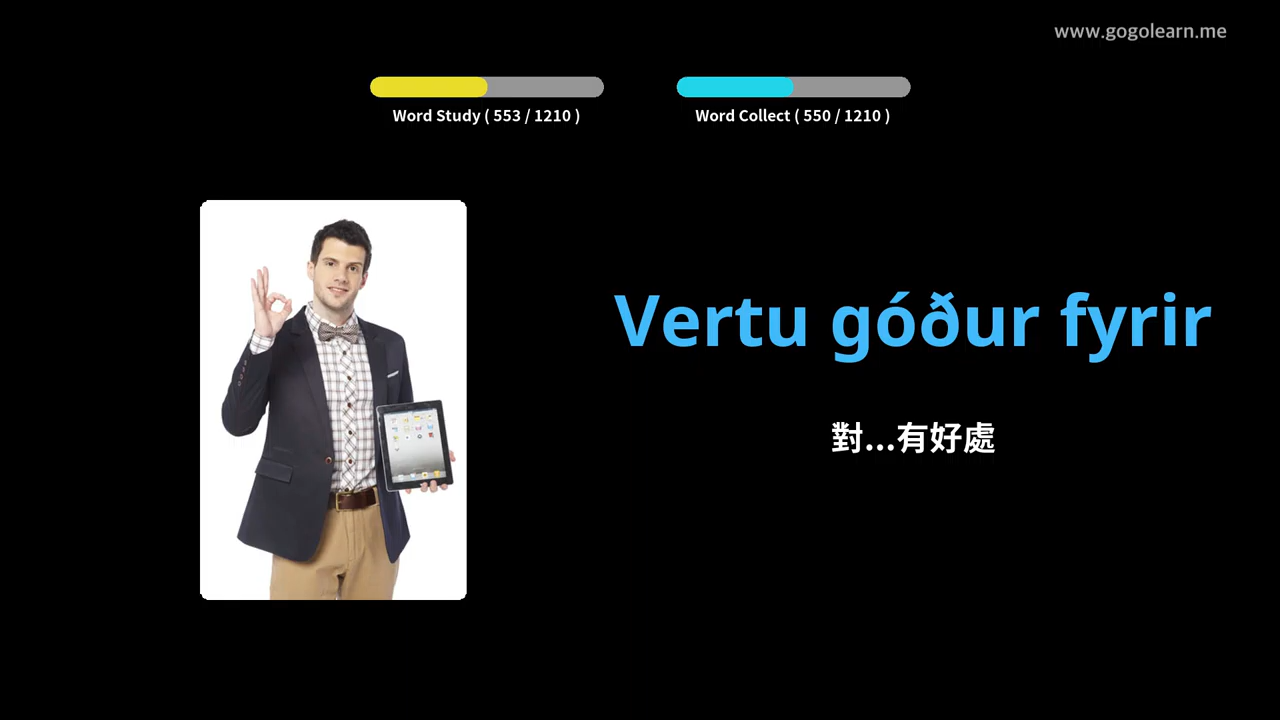 www.gogolearn.me
Word Study ( 553 / 1210 )
Word Collect ( 550 / 1210 )
Vertu góður fyrir
對...有好處